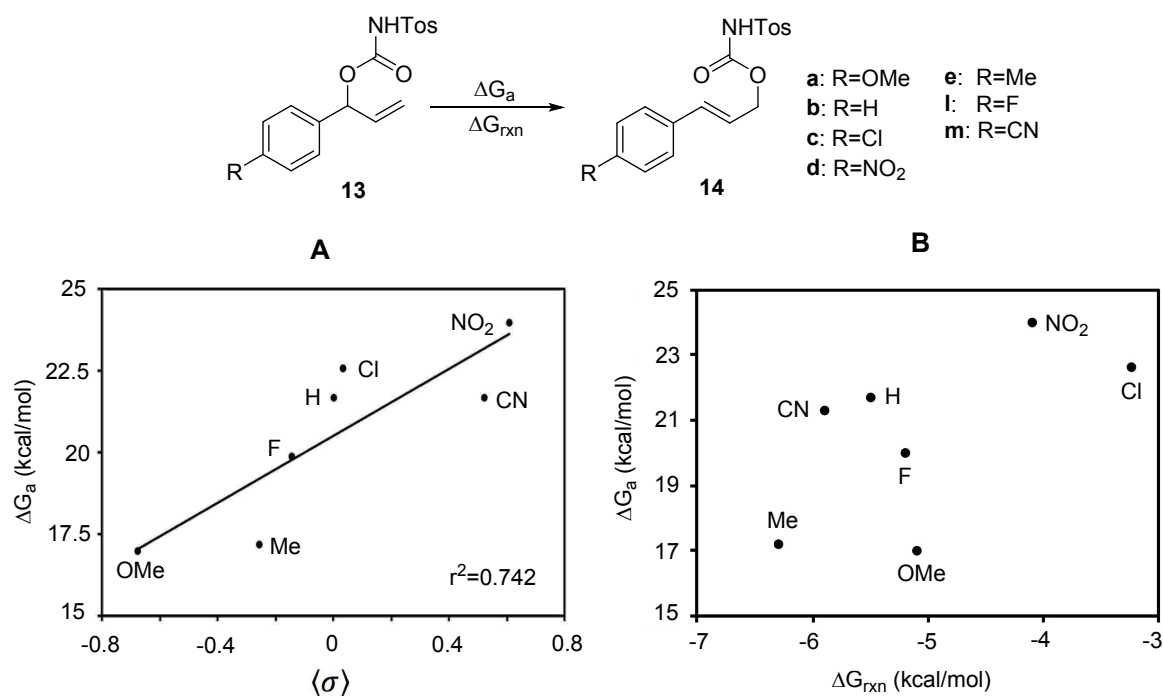 NHTos NHTos
O O O O
ΔGa
ΔGrxn
R R
13 14
a: R=OMe e: R=Me
b: R=H l: R=F
c: R=Cl m: R=CN
d: R=NO2
A
25
22.5
20
17.5
15
ΔGa (kcal/mol)
NO2
Cl
H
CN
F
Me
OMe
r2=0.742
-0.8 -0.4 0 0.4 0.8
⟨σ⟩
B
25
23
21
19
17
15
ΔGa (kcal/mol)
NO2
Cl
CN
H
F
Me
OMe
-7 -6 -5 -4 -3
ΔGrxn (kcal/mol)